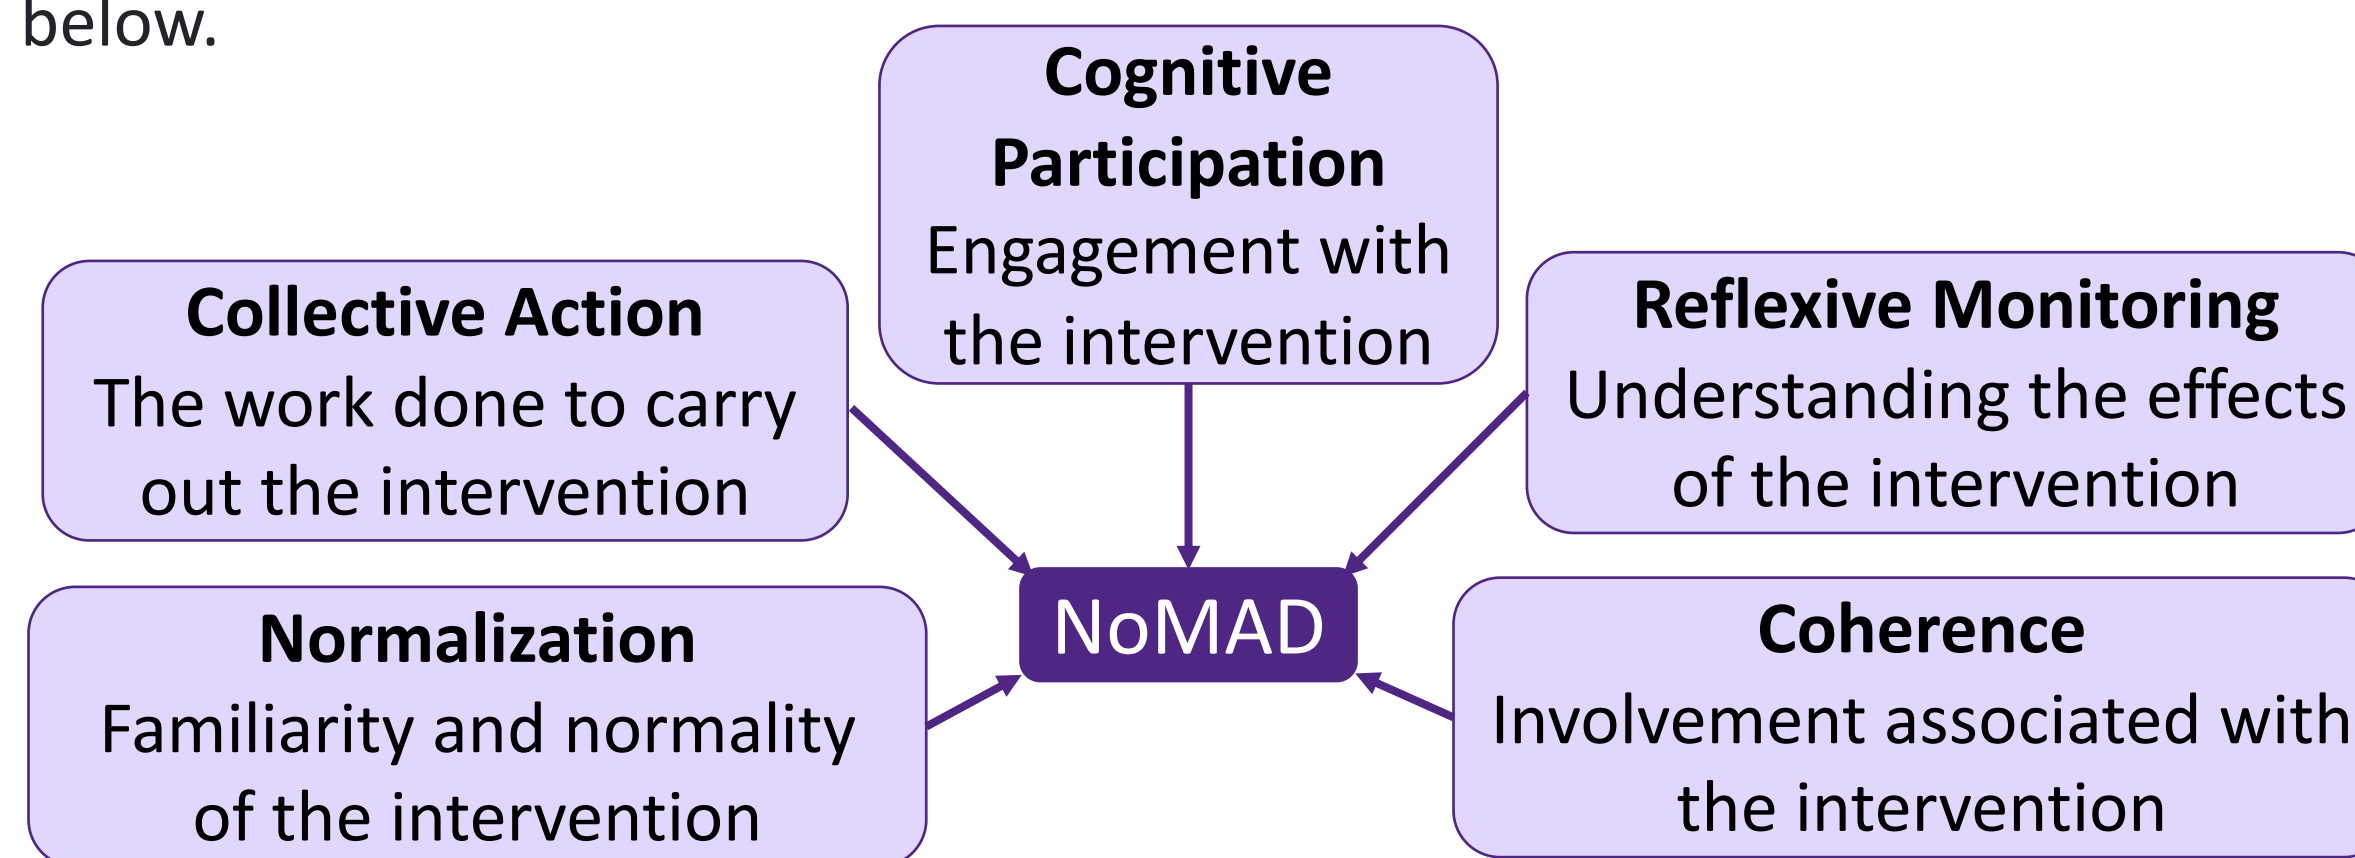 below.
Cognitive
Participation
Engagement with
the intervention
Collective Action
The work done to carry
out the intervention
Reflexive Monitoring
Understanding the effects
of the intervention
NoMAD
Normalization
Familiarity and normality
of the intervention
Coherence
Involvement associated with
the intervention